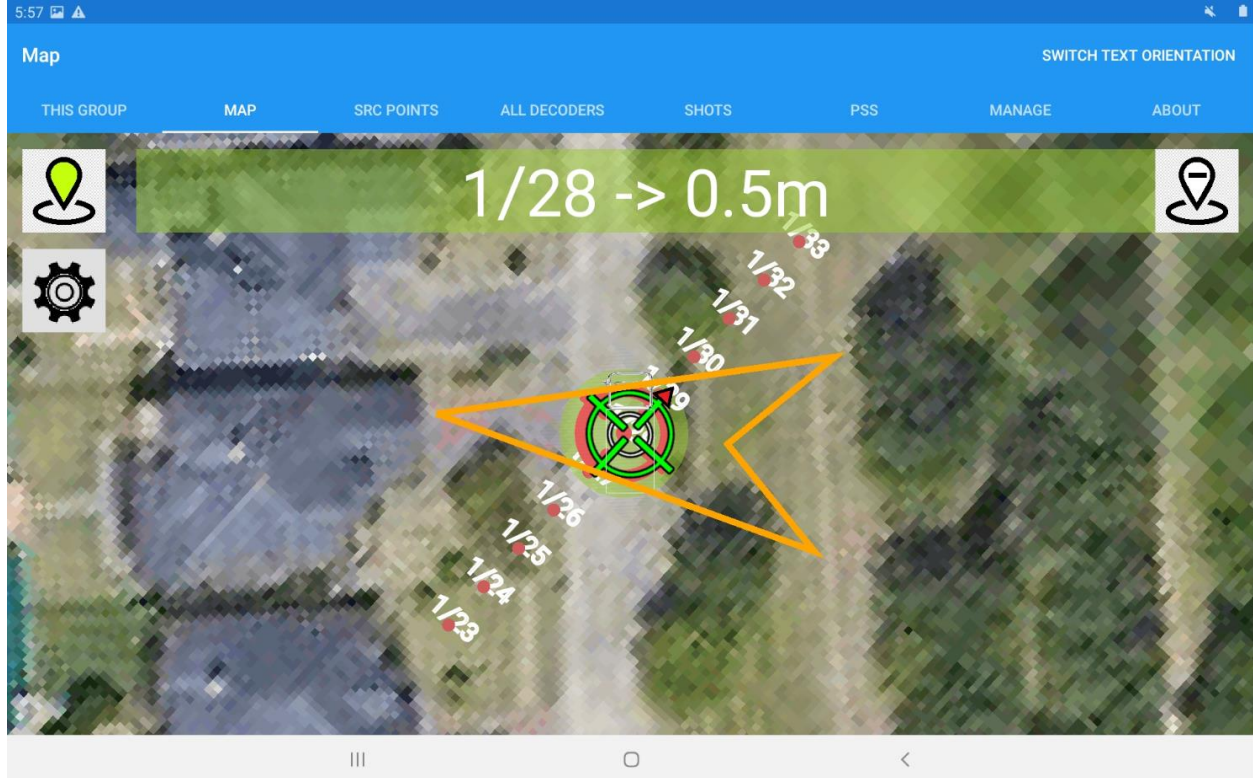 5:57
Map
SWITCH TEXT ORIENTATION
THIS GROUP
MAP
SRC POINTS
ALL DECODERS
SHOTS
PSS
MANAGE
ABOUT
1/28 -> 0.5m
1/33
1/32
1/31
1/30
1/26
1/25
1/24
1/23